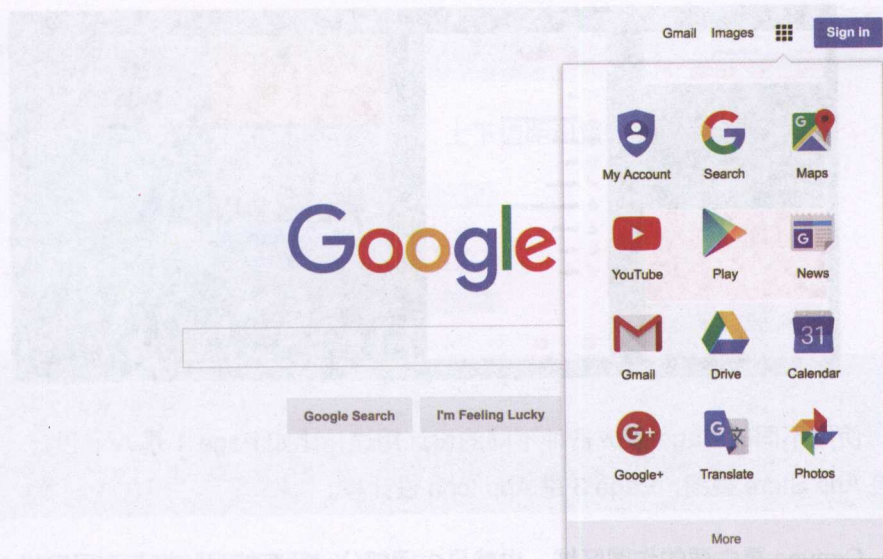 Gmail Images Sign in
My Account Search Maps
Google
YouTube Play News
31
Gmail Drive Calendar
Google Search I'm Feeling Lucky
G+ G 文
Google+ Translate Photos
More